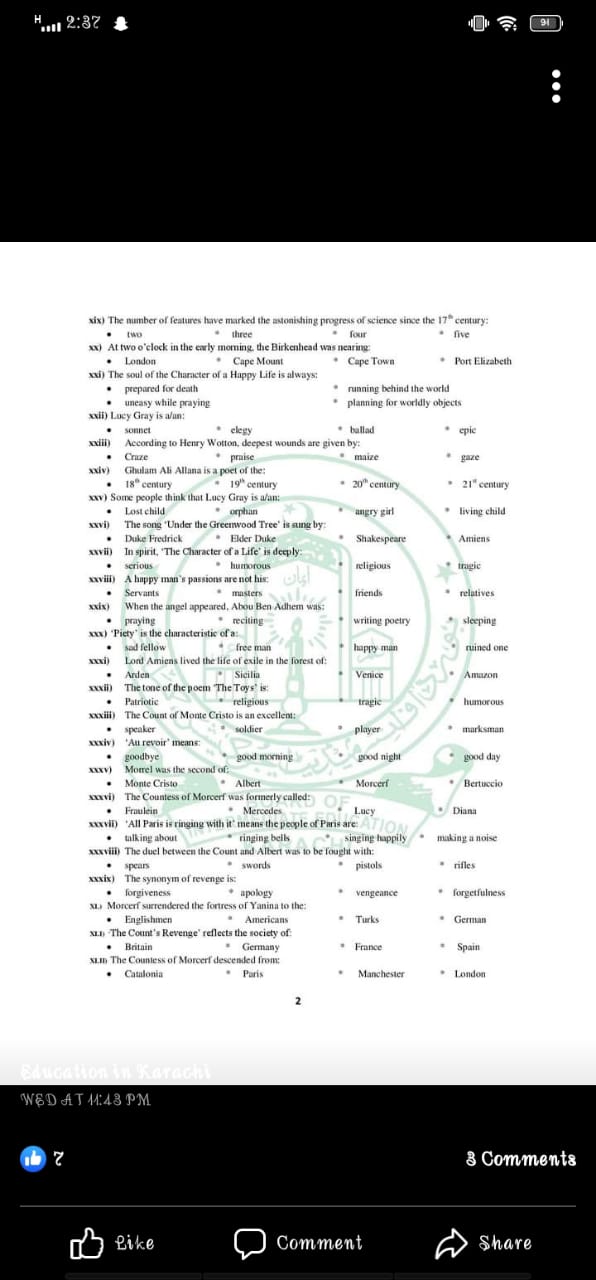 H 2:37 91
xix) The number of features have marked the astonishing progress of science since the 17th century:
• two * three * four * five
xx) At two o'clock in the early morning, the Birkenhead was nearing:
• London * Cape Mount * Cape Town * Port Elizabeth
xxi) The soul of the Character of a Happy Life is always:
• prepared for death * running behind the world
• uneasy while praying * planning for worldly objects
xxii) Lucy Gray is a/an:
• sonnet * elegy * ballad * epic
xxiii) According to Henry Wotton, deepest wounds are given by:
• Craze * praise * maize * gaze
xxiv) Ghulam Ali Allana is a poet of the:
• 18th century * 19th century * 20th century * 21st century
xxv) Some people think that Lucy Gray is a/an:
• Lost child * orphan * angry girl * living child
xxvi) The song 'Under the Greenwood Tree' is sung by:
• Duke Fredrick * Elder Duke * Shakespeare * Amiens
xxvii) In spirit, 'The Character of a Life' is deeply:
• serious * humorous * religious * tragic
xxviii) A happy man's passions are not his:
• Servants * masters * friends * relatives
xxix) When the angel appeared, Abou Ben Adhem was:
• praying * reciting * writing poetry * sleeping
xxx) 'Piety' is the characteristic of a:
• sad fellow * free man * happy man * ruined one
xxxi) Lord Amiens lived the life of exile in the forest of:
• Arden * Sicilia * Venice * Amazon
xxxii) The tone of the poem 'The Toys' is:
• Patriotic * religious * tragic * humorous
xxxiii) The Count of Monte Cristo is an excellent:
• speaker * soldier * player * marksman
xxxiv) 'Au revoir' means:
• goodbye * good morning * good night * good day
xxxv) Morrel was the second of:
• Monte Cristo * Albert * Morcerf * Bertuccio
xxxvi) The Countess of Morcerf was formerly called:
• Fraulein * Mercedes * Lucy * Diana
xxxvii) 'All Paris is ringing with it' means the people of Paris are:
• talking about * ringing bells * singing happily * making a noise
xxxviii) The duel between the Count and Albert was to be fought with:
• spears * swords * pistols * rifles
xxxix) The synonym of revenge is:
• forgiveness * apology * vengeance * forgetfulness
XL) Morcerf surrendered the fortress of Yanina to the:
• Englishmen * Americans * Turks * German
XLI) 'The Count's Revenge' reflects the society of:
• Britain * Germany * France * Spain
XLII) The Countess of Morcerf descended from:
• Catalonia * Paris * Manchester * London
2
Education in Karachi
WED AT 11:43 PM
7 3 Comments
Like Comment Share